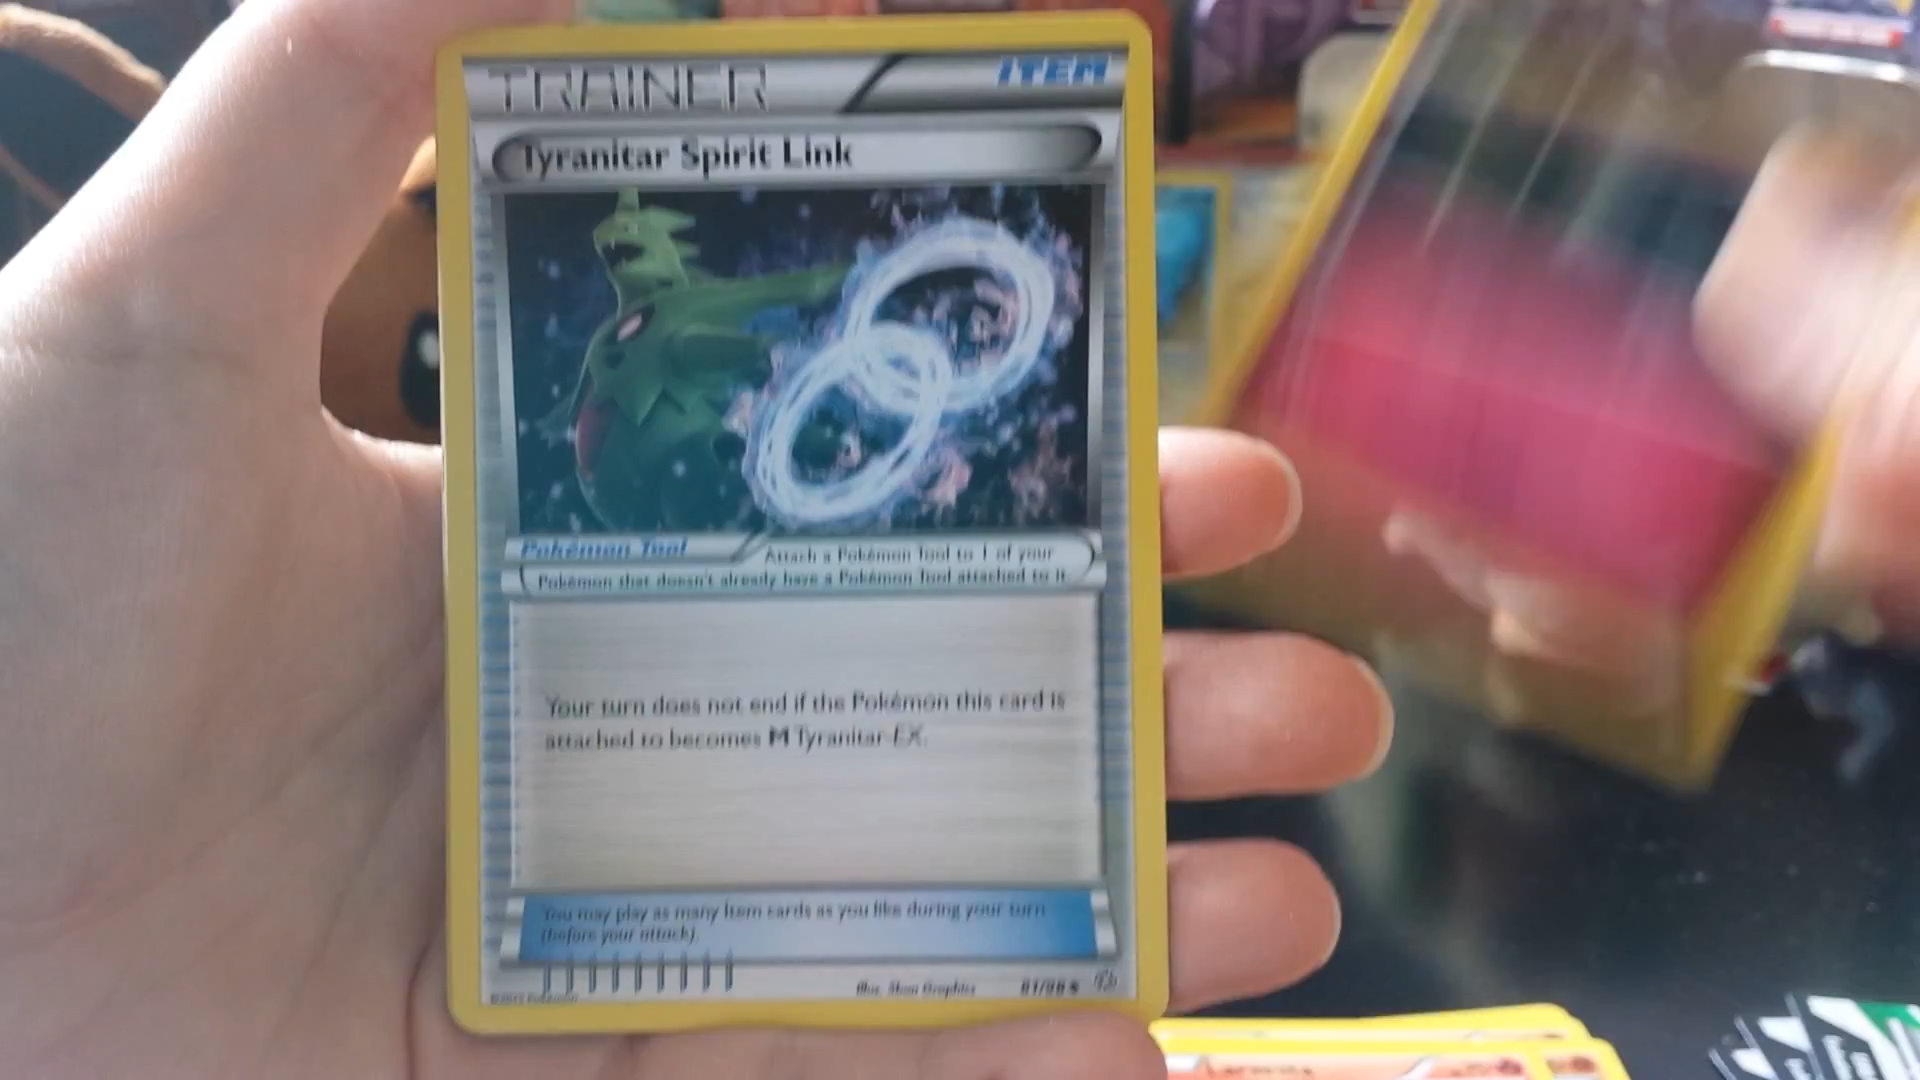 TRAINER
ITEM
Tyranitar Spirit Link
Pokémon Tool
Attach a Pokémon Tool to 1 of your
Pokémon that doesn't already have a Pokémon Tool attached to it.
Your turn does not end if the Pokémon this card is
attached to becomes M Tyranitar-EX.
You may play as many Item cards as you like during your turn
(before your attack).
©2015 Pokémon
Illus. 5ban Graphics
81/98